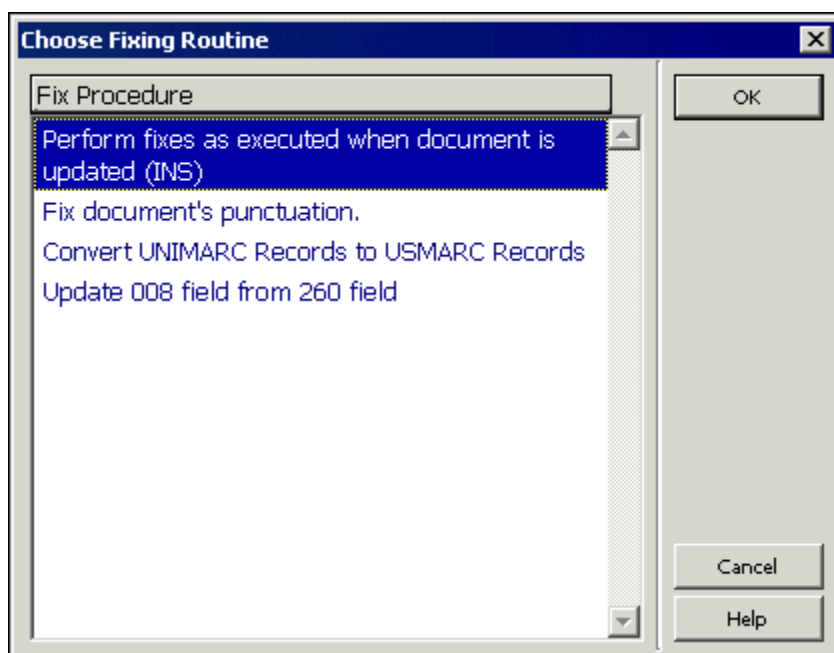 Choose Fixing Routine
Fix Procedure
OK
Perform fixes as executed when document is
updated (INS)
Fix document's punctuation.
Convert UNIMARC Records to USMARC Records
Update 008 field from 260 field
Cancel
Help